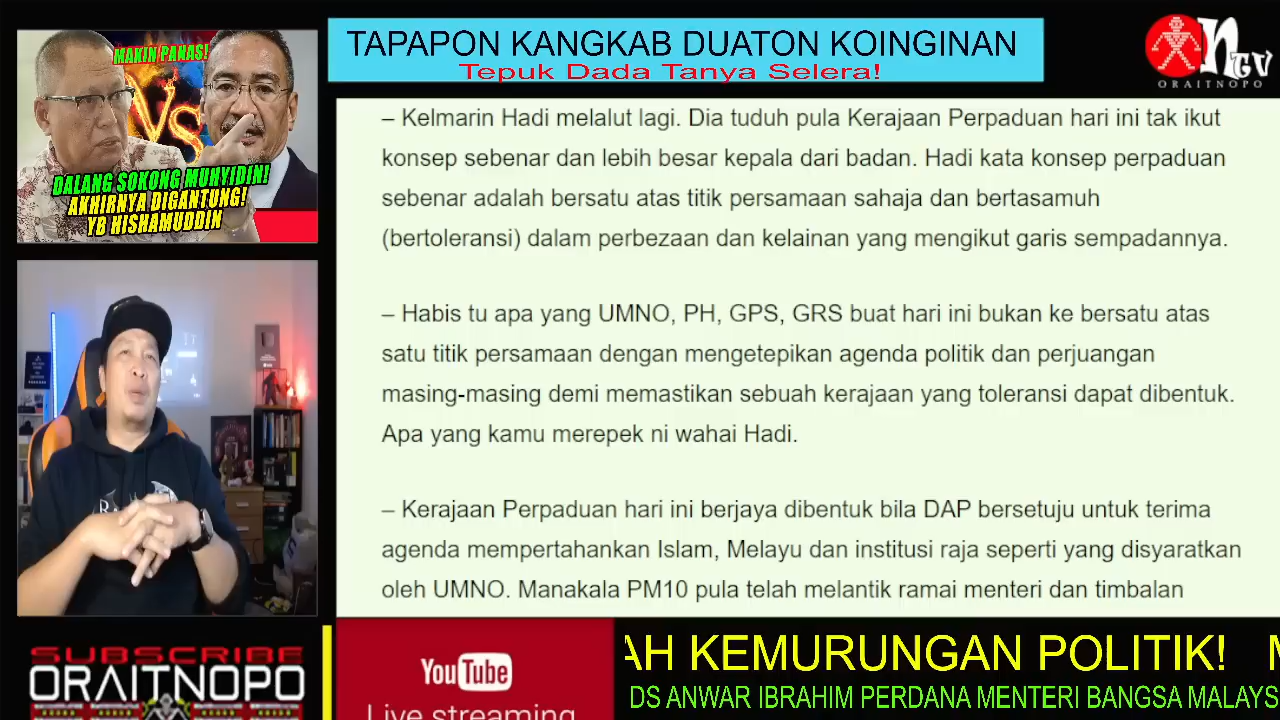 MAKIN PANAS!
VS
DALANG SOKONG MUHYIDIN!
AKHIRNYA DIGANTUNG!
YB HISHAMUDDIN
TAPAPON KANGKAB DUATON KOINGINAN
Tepuk Dada Tanya Selera!
n tv
ORAITNOPO
– Kelmarin Hadi melalut lagi. Dia tuduh pula Kerajaan Perpaduan hari ini tak ikut
konsep sebenar dan lebih besar kepala dari badan. Hadi kata konsep perpaduan
sebenar adalah bersatu atas titik persamaan sahaja dan bertasamuh
(bertoleransi) dalam perbezaan dan kelainan yang mengikut garis sempadannya.
– Habis tu apa yang UMNO, PH, GPS, GRS buat hari ini bukan ke bersatu atas
satu titik persamaan dengan mengetepikan agenda politik dan perjuangan
masing-masing demi memastikan sebuah kerajaan yang toleransi dapat dibentuk.
Apa yang kamu merepek ni wahai Hadi.
– Kerajaan Perpaduan hari ini berjaya dibentuk bila DAP bersetuju untuk terima
agenda mempertahankan Islam, Melayu dan institusi raja seperti yang disyaratkan
oleh UMNO. Manakala PM10 pula telah melantik ramai menteri dan timbalan
SUBSCRIBE
ORAITNOPO
YouTube
Live streaming
AH KEMURUNGAN POLITIK! M
DS ANWAR IBRAHIM PERDANA MENTERI BANGSA MALAYS